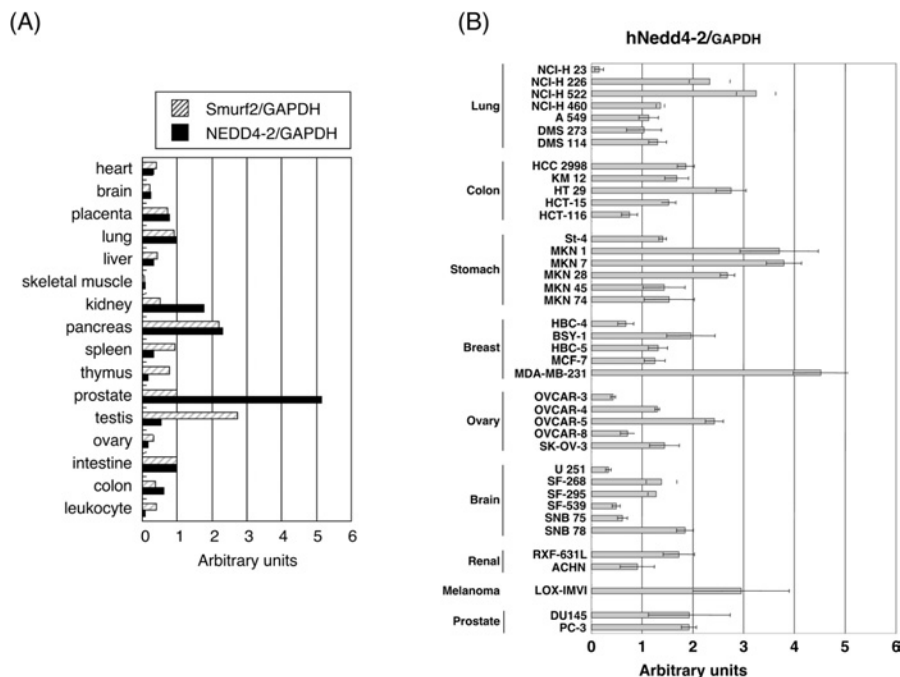 (A)
Smurf2/GAPDH
NEDD4-2/GAPDH
heart
brain
placenta
lung
liver
skeletal muscle
kidney
pancreas
spleen
thymus
prostate
testis
ovary
intestine
colon
leukocyte
0 1 2 3 4 5 6
Arbitrary units
(B)
hNedd4-2/GAPDH
Lung
NCI-H 23
NCI-H 226
NCI-H 522
NCI-H 460
A 549
DMS 273
DMS 114
Colon
HCC 2998
KM 12
HT 29
HCT-15
HCT-116
Stomach
St-4
MKN 1
MKN 7
MKN 28
MKN 45
MKN 74
Breast
HBC-4
BSY-1
HBC-5
MCF-7
MDA-MB-231
Ovary
OVCAR-3
OVCAR-4
OVCAR-5
OVCAR-8
SK-OV-3
Brain
U 251
SF-268
SF-295
SF-539
SNB 75
SNB 78
Renal
RXF-631L
ACHN
Melanoma
LOX-IMVI
Prostate
DU145
PC-3
0 1 2 3 4 5 6
Arbitrary units